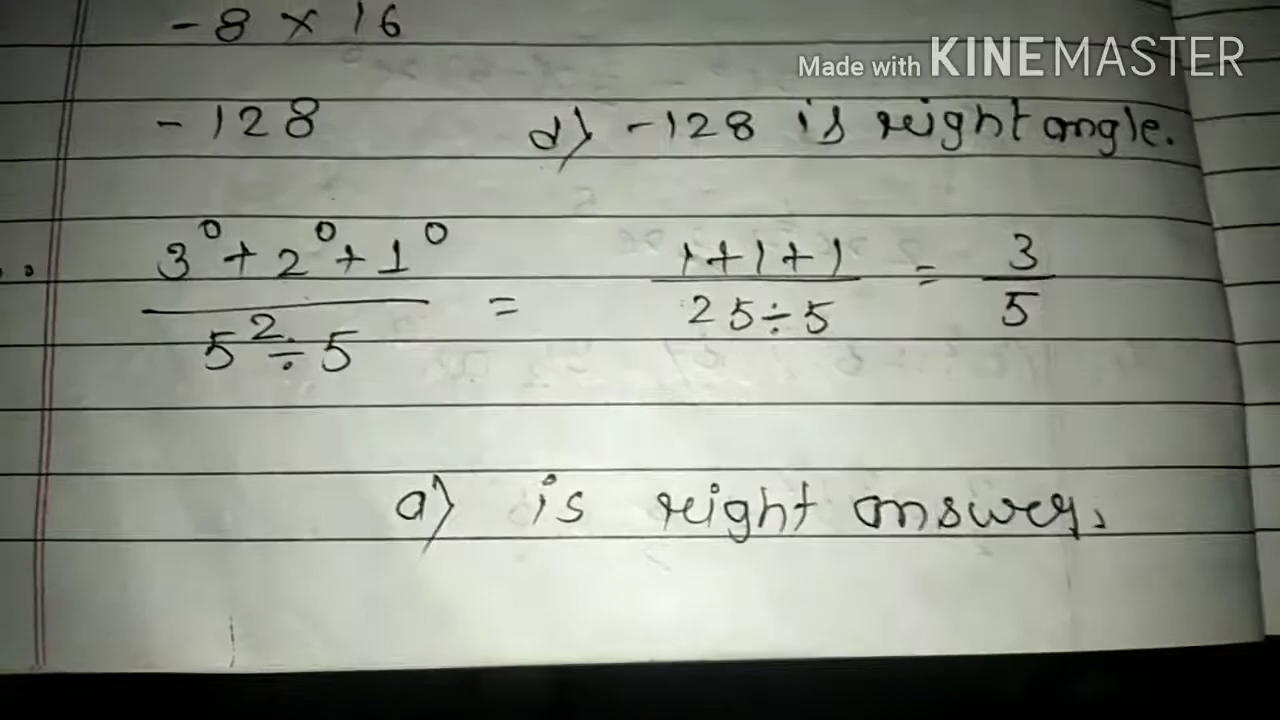 -8 × 16
Made with KINEMASTER
-128 d) -128 is right angle.
3⁰ + 2⁰ + 1⁰ / 5² ÷ 5 = 1+1+1 / 25÷5 = 3/5
a) is right answer.